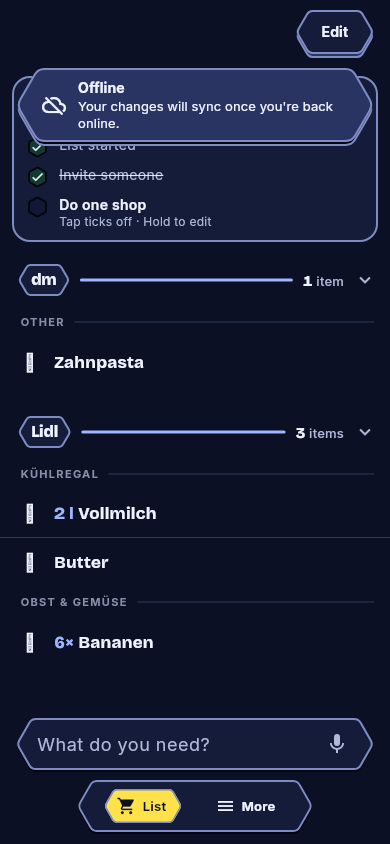 Edit
Offline
Your changes will sync once you're back
online.
List started
Invite someone
Do one shop
Tap ticks off · Hold to edit
dm
1 item
OTHER
Zahnpasta
Lidl
3 items
KÜHLREGAL
2 l Vollmilch
Butter
OBST & GEMÜSE
6× Bananen
What do you need?
List
More